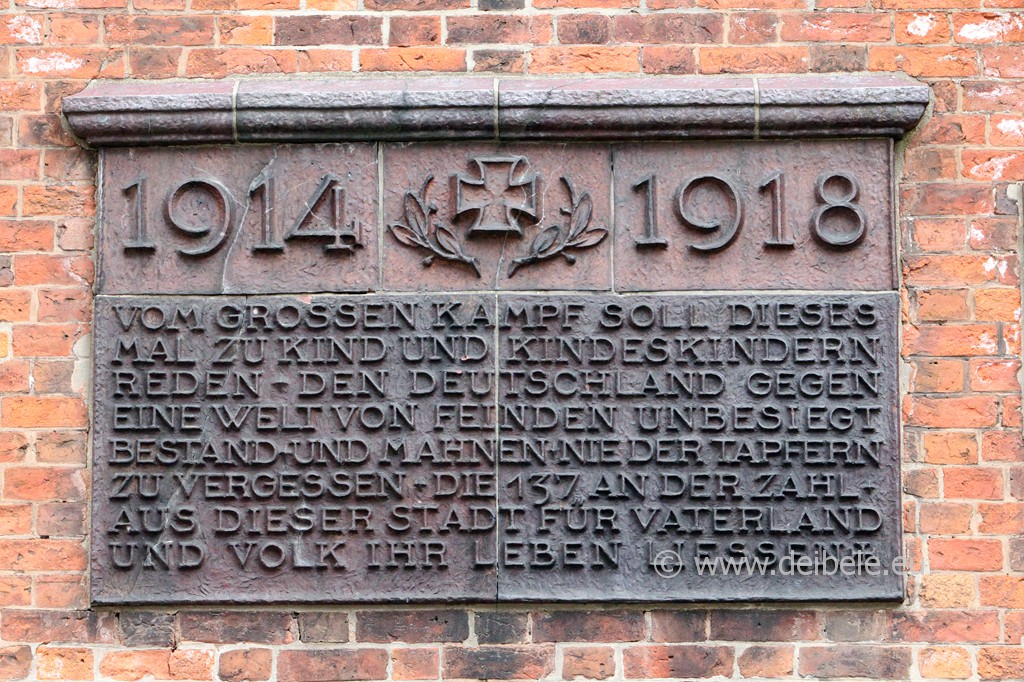 1914 1918
VOM GROSSEN KAMPF SOLL DIESES
MAL ZU KIND UND KINDESKINDERN
REDEN - DEN DEUTSCHLAND GEGEN
EINE WELT VON FEINDEN UNBESIEGT
BESTAND - UND MAHNEN - NIE DER TAPFERN
ZU VERGESSEN - DIE 137 AN DER ZAHL -
AUS DIESER STADT FÜR VATERLAND
UND VOLK IHR LEBEN LIESSEN!
© www.deibele.eu